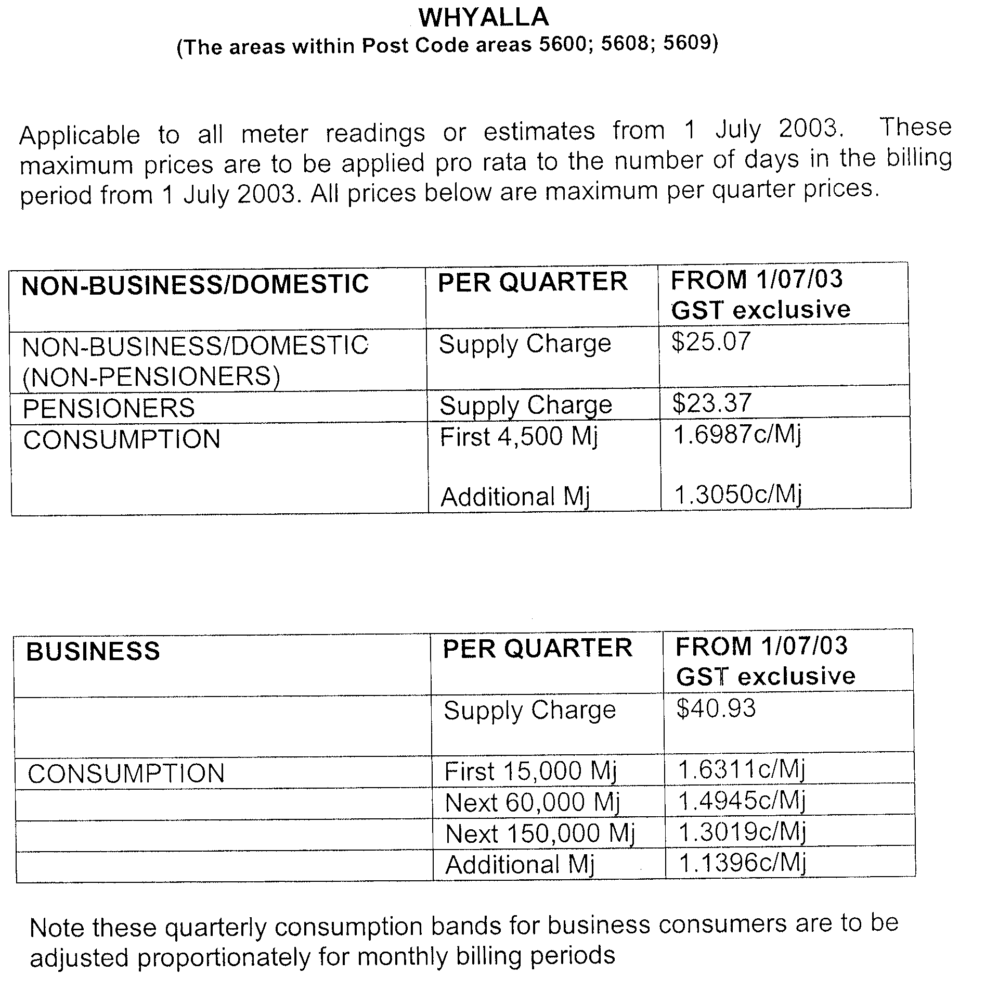 WHYALLA
(The areas within Post Code areas 5600; 5608; 5609)
Applicable to all meter readings or estimates from 1 July 2003. These
maximum prices are to be applied pro rata to the number of days in the billing
period from 1 July 2003. All prices below are maximum per quarter prices.
NON-BUSINESS/DOMESTIC PER QUARTER FROM 1/07/03
GST exclusive
NON-BUSINESS/DOMESTIC Supply Charge $25.07
(NON-PENSIONERS)
PENSIONERS Supply Charge $23.37
CONSUMPTION First 4,500 Mj 1.6987c/Mj
Additional Mj 1.3050c/Mj
BUSINESS PER QUARTER FROM 1/07/03
GST exclusive
Supply Charge $40.93
CONSUMPTION First 15,000 Mj 1.6311c/Mj
Next 60,000 Mj 1.4945c/Mj
Next 150,000 Mj 1.3019c/Mj
Additional Mj 1.1396c/Mj
Note these quarterly consumption bands for business consumers are to be
adjusted proportionately for monthly billing periods